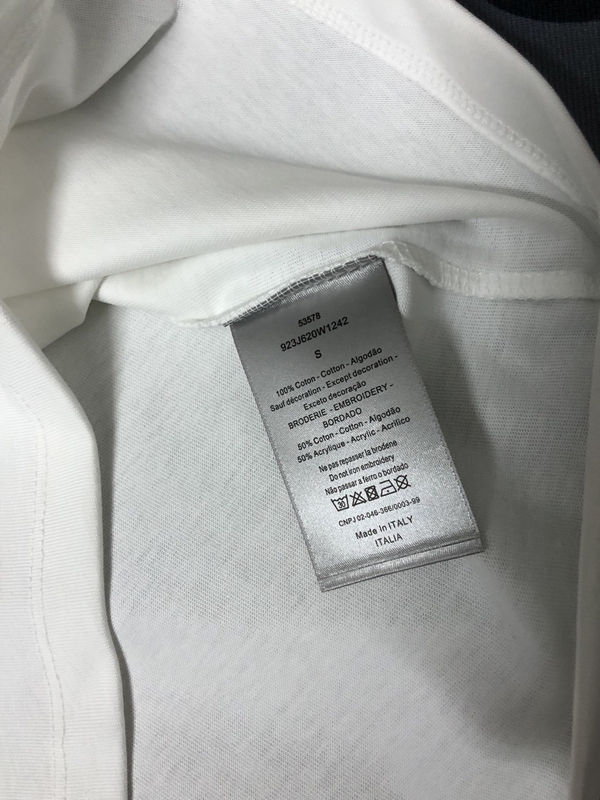 53578
923J620W1242
S
100% Coton - Cotton - Algodão
Sauf décoration - Except decoration -
Exceto decoração
BRODERIE - EMBROIDERY -
BORDADO
50% Coton - Cotton - Algodão
50% Acrylique - Acrylic - Acrílico
Ne pas repasser la broderie
Do not iron embroidery
Não passar a ferro o bordado
30
CNPJ 02-046-366/0003-99
Made in ITALY
ITALIA